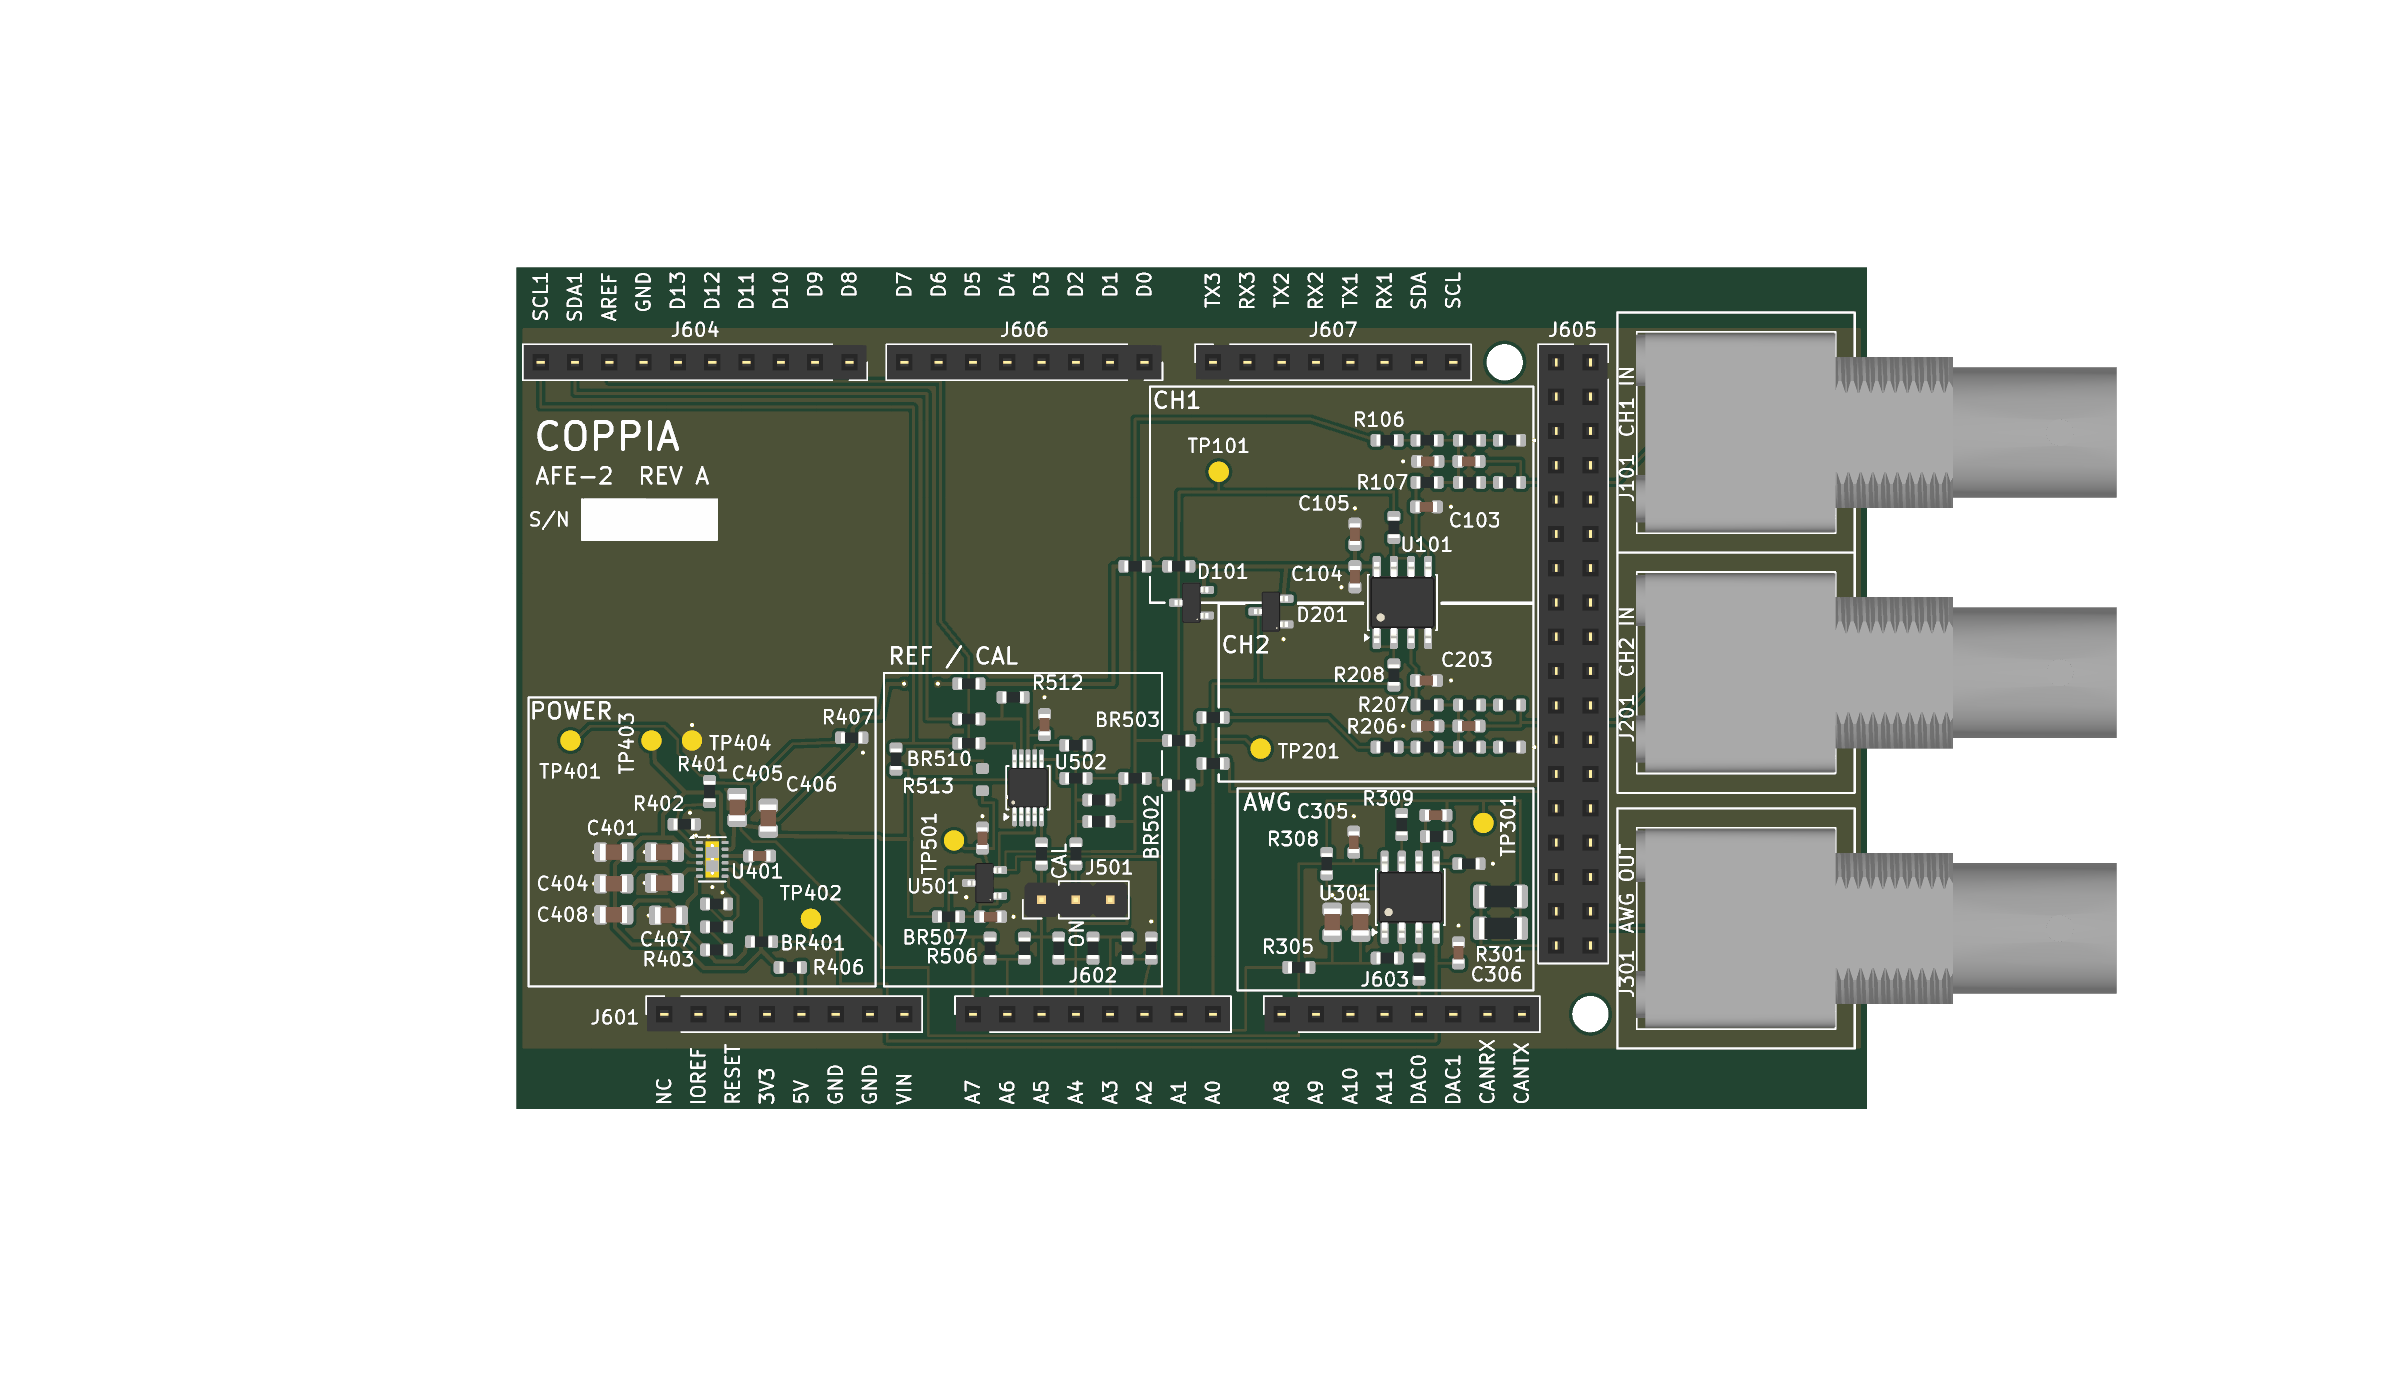 SCL1 SDA1 AREF GND D13 D12 D11 D10 D9 D8 D7 D6 D5 D4 D3 D2 D1 D0 TX3 RX3 TX2 RX2 TX1 RX1 SDA SCL
J604 J606 J607 J605
COPPIA
AFE-2 REV A
S/N
CH1
R106
TP101
R107
C105
C103
U101
D101
C104
D201
CH2
C203
R208
R207
R206
TP201
J101 CH1 IN
J201 CH2 IN
J301 AWG OUT
REF / CAL
R512
BR503
BR510
U502
R513
BR502
TP501
CAL
J501
U501
ON
BR507
R506
J602
POWER
TP403
R407
TP404
TP401
R401
C405
C406
R402
C401
U401
C404
TP402
C408
C407
BR401
R403
R406
AWG
R309
C305
TP301
R308
U301
R305
R301
J603
C306
J601
NC IOREF RESET 3V3 5V GND GND VIN A7 A6 A5 A4 A3 A2 A1 A0 A8 A9 A10 A11 DAC0 DAC1 CANRX CANTX